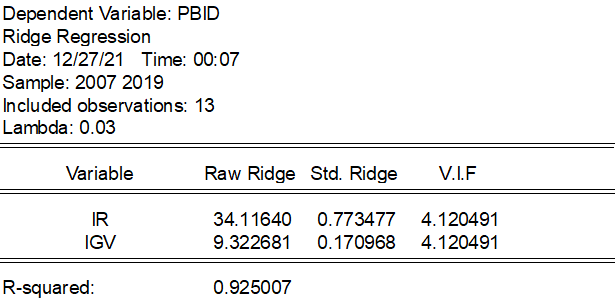 Dependent Variable: PBID
Ridge Regression
Date: 12/27/21 Time: 00:07
Sample: 2007 2019
Included observations: 13
Lambda: 0.03
Variable Raw Ridge Std. Ridge V.I.F
IR 34.11640 0.773477 4.120491
IGV 9.322681 0.170968 4.120491
R-squared: 0.925007